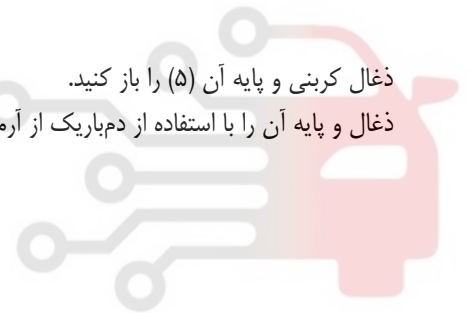 ذغال کربنی و پایه آن (۵) را باز کنید.
ذغال و پایه آن را با استفاده از دم‌باریک از